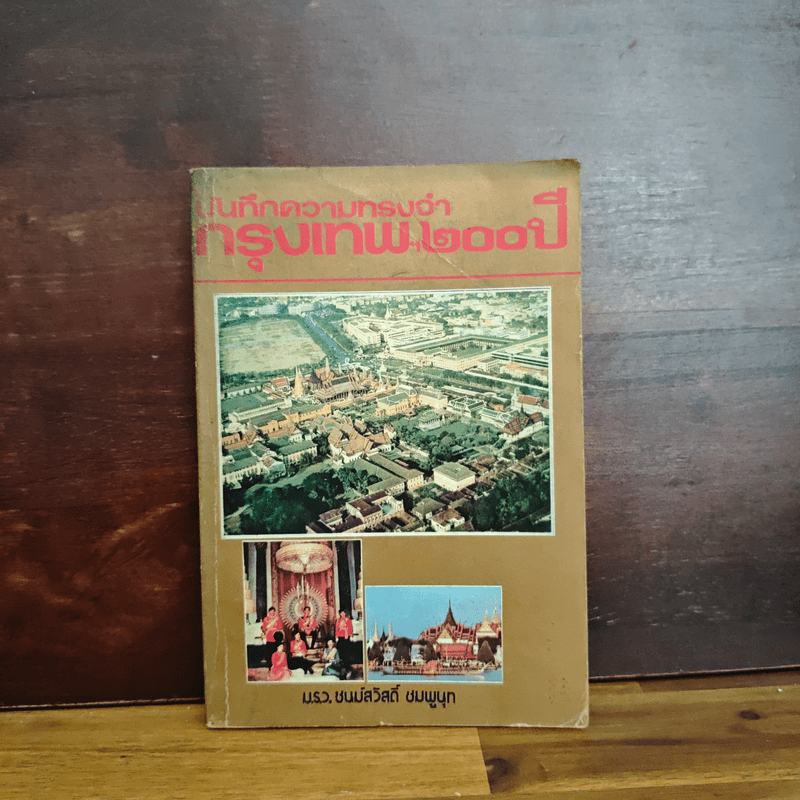 บันทึกความทรงจำ
กรุงเทพฯ ๒๐๐ ปี
ม.ร.ว. ชนม์สวัสดิ์ ชมพูนุท